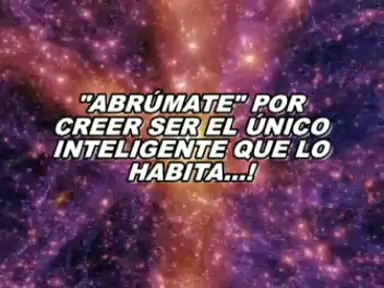 "ABRÚMATE" POR
CREER SER EL ÚNICO
INTELIGENTE QUE LO
HABITA...!